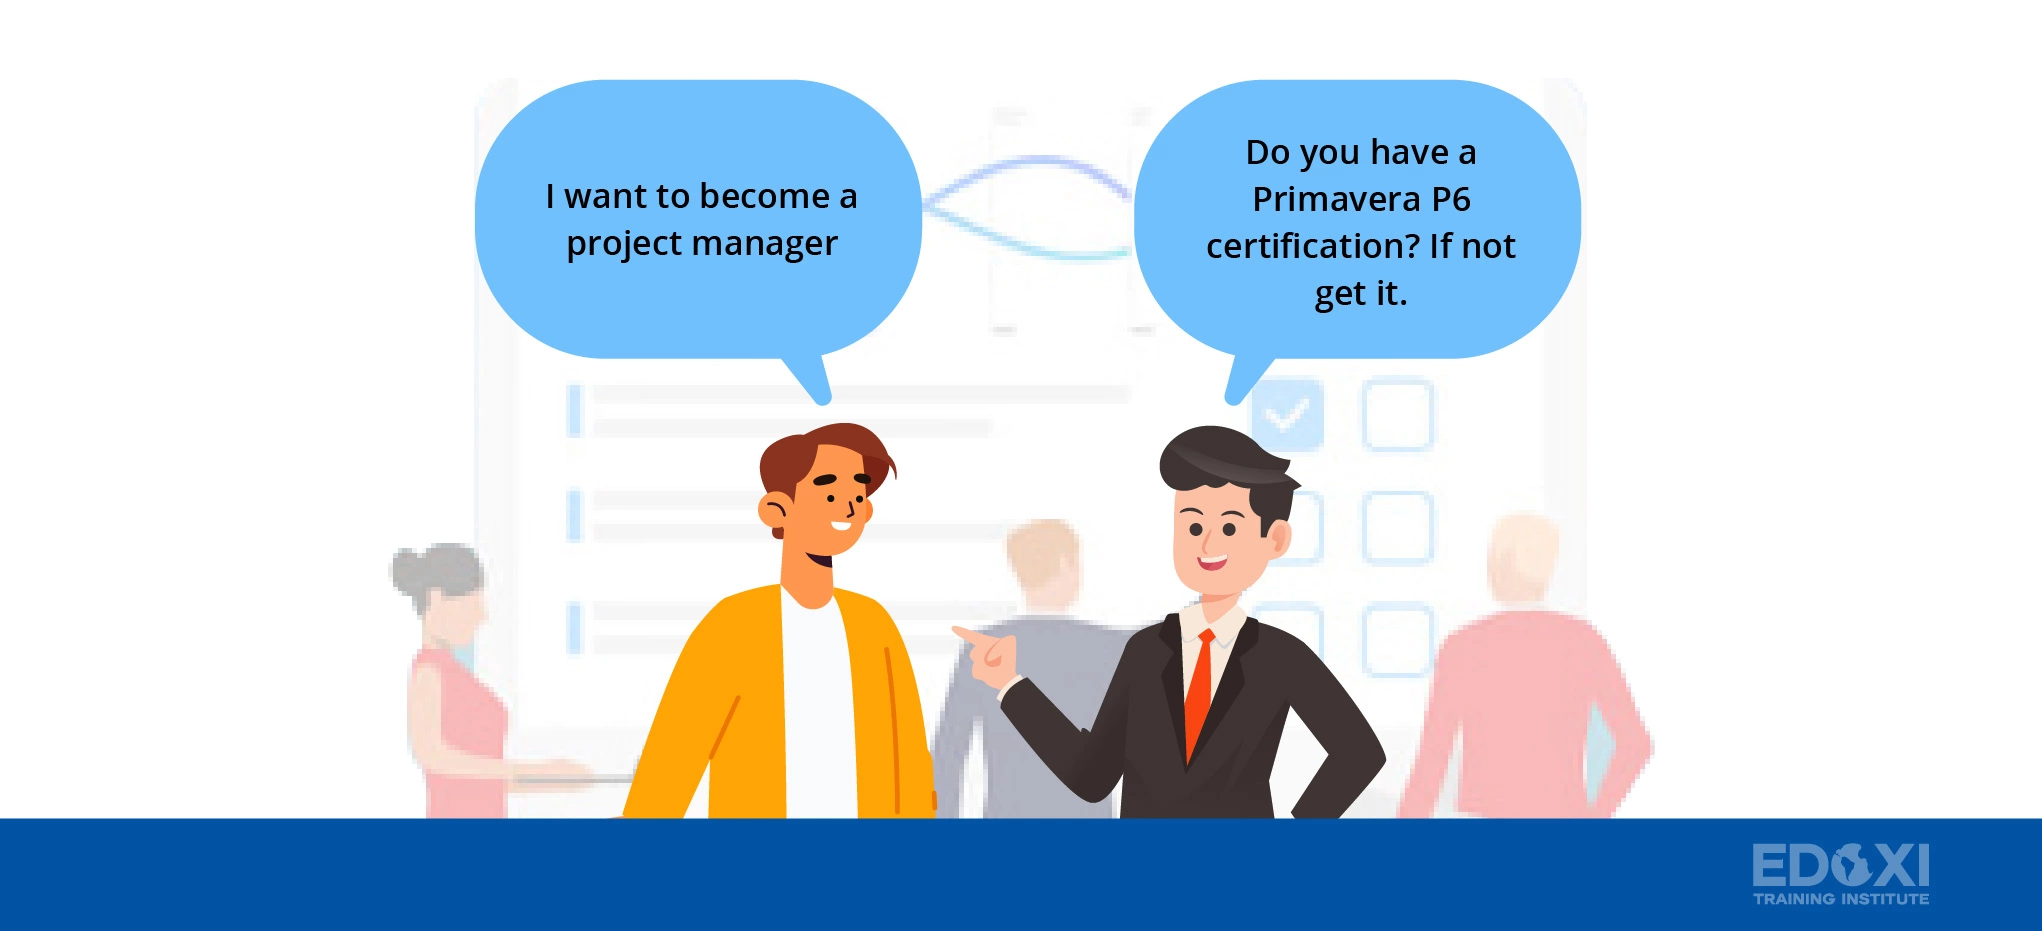 I want to become a
project manager
Do you have a
Primavera P6
certification? If not
get it.
EDOXI
TRAINING INSTITUTE